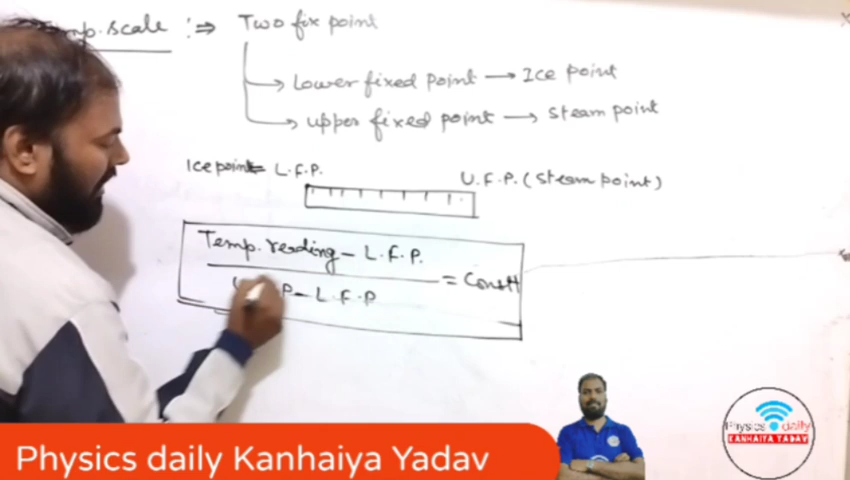 Temp. scale :⇒ Two fix point
→ Lower fixed point → Ice point
→ upper fixed point → steam point
Ice point = L.F.P.
U.F.P. (steam point)
Temp. reading - L.F.P.
P - L.F.P
= Constt
Physics daily Kanhaiya Yadav
Physics daily
KANHAIYA YADAV